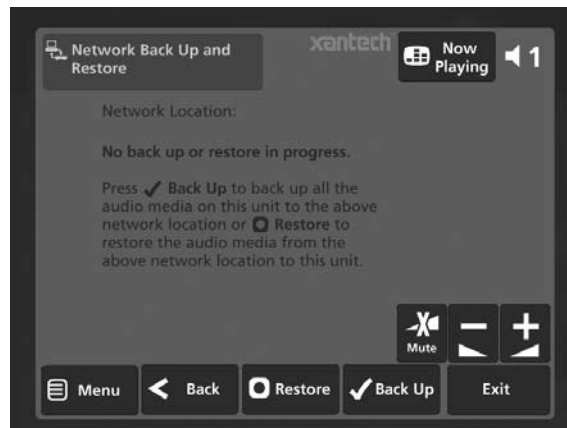 Network Back Up and
Restore
xantech
Now
Playing
1
Network Location:
No back up or restore in progress.
Press Back Up to back up all the
audio media on this unit to the above
network location or Restore to
restore the audio media from the
above network location to this unit.
Mute
Menu
Back
Restore
Back Up
Exit